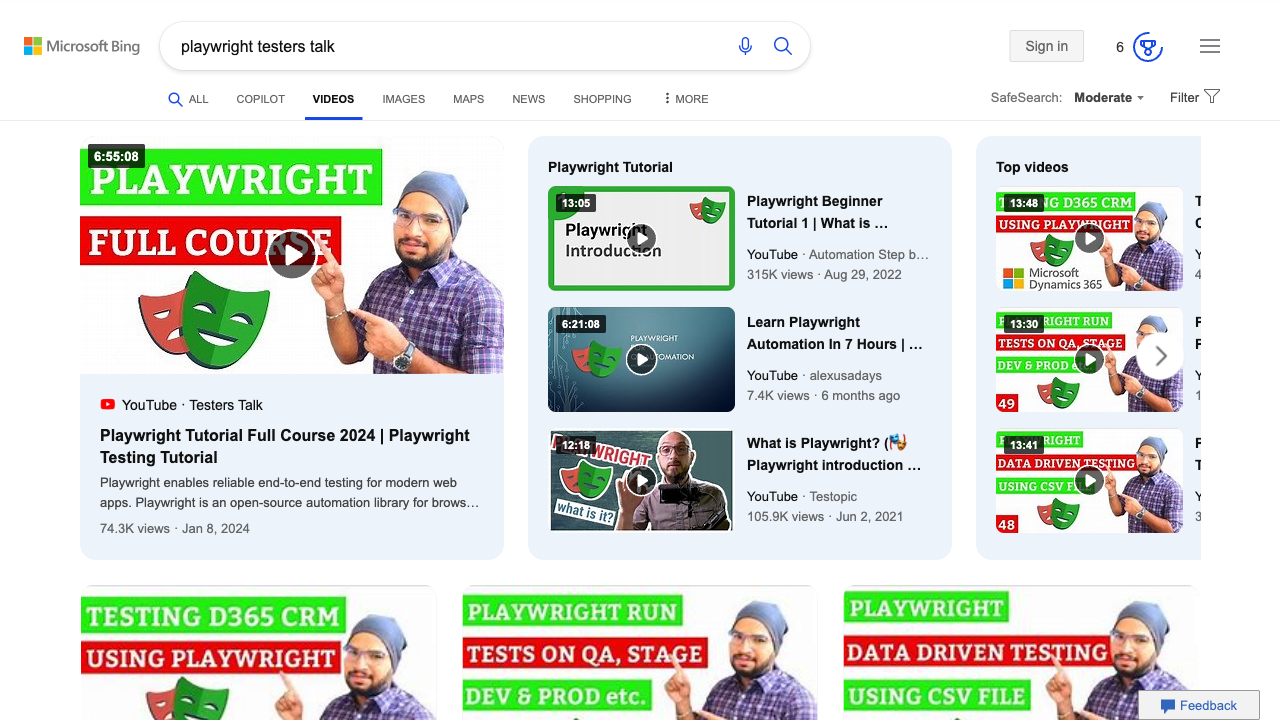 Microsoft Bing
playwright testers talk
Sign in
6
ALL
COPILOT
VIDEOS
IMAGES
MAPS
NEWS
SHOPPING
MORE
SafeSearch:
Moderate
Filter
6:55:08
PLAYWRIGHT
FULL COURSE
YouTube · Testers Talk
Playwright Tutorial Full Course 2024 | Playwright
Testing Tutorial
Playwright enables reliable end-to-end testing for modern web
apps. Playwright is an open-source automation library for brows…
74.3K views · Jan 8, 2024
Playwright Tutorial
13:05
Playwright
Introduction
Playwright Beginner
Tutorial 1 | What is ...
YouTube · Automation Step b…
315K views · Aug 29, 2022
6:21:08
PLAYWRIGHT
AUTOMATION
Learn Playwright
Automation In 7 Hours | ...
YouTube · alexusadays
7.4K views · 6 months ago
12:18
what is it?
What is Playwright? (🎭
Playwright introduction ...
YouTube · Testopic
105.9K views · Jun 2, 2021
Top videos
13:48
TESTING D365 CRM
USING PLAYWRIGHT
Microsoft
Dynamics 365
13:30
PLAYWRIGHT RUN
TESTS ON QA, STAGE
DEV & PROD etc.
49
13:41
PLAYWRIGHT
DATA DRIVEN TESTING
USING CSV FILE
48
TESTING D365 CRM
USING PLAYWRIGHT
PLAYWRIGHT RUN
TESTS ON QA, STAGE
DEV & PROD etc.
PLAYWRIGHT
DATA DRIVEN TESTING
USING CSV FILE
Feedback